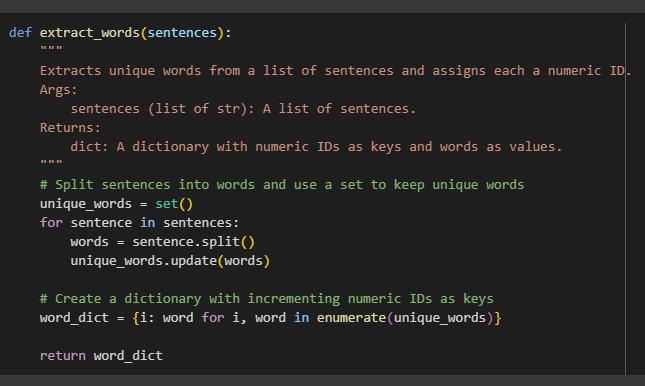 def extract_words(sentences):
    """
    Extracts unique words from a list of sentences and assigns each a numeric ID.
    Args:
        sentences (list of str): A list of sentences.
    Returns:
        dict: A dictionary with numeric IDs as keys and words as values.
    """
    # Split sentences into words and use a set to keep unique words
    unique_words = set()
    for sentence in sentences:
        words = sentence.split()
        unique_words.update(words)

    # Create a dictionary with incrementing numeric IDs as keys
    word_dict = {i: word for i, word in enumerate(unique_words)}

    return word_dict